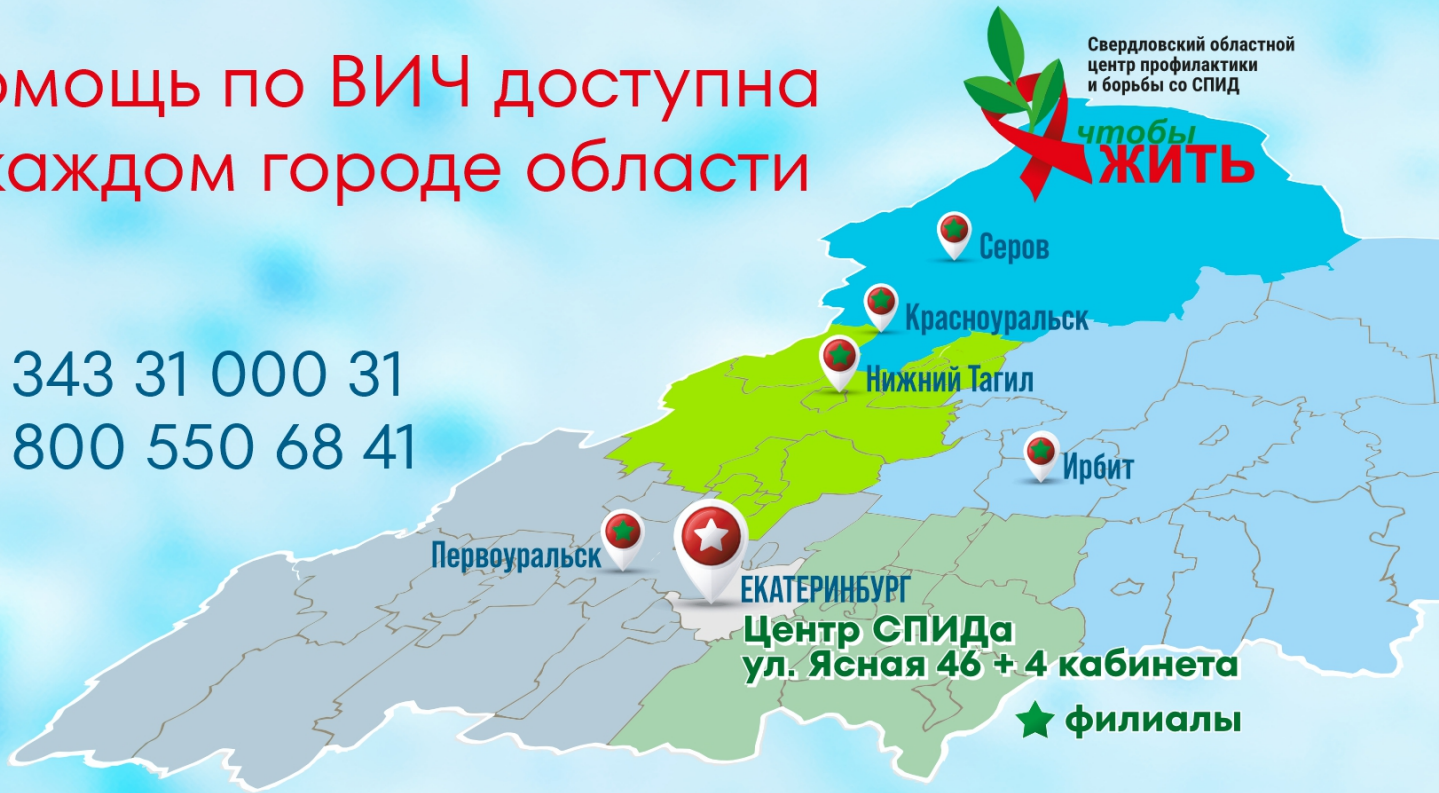 омощь по ВИЧ доступна
каждом городе области
Свердловский областной
центр профилактики
и борьбы со СПИД
чтобы
ЖИТЬ
343 31 000 31
800 550 68 41
Серов
Красноуральск
Нижний Тагил
Ирбит
Первоуральск
ЕКАТЕРИНБУРГ
Центр СПИДа
ул. Ясная 46 + 4 кабинета
филиалы